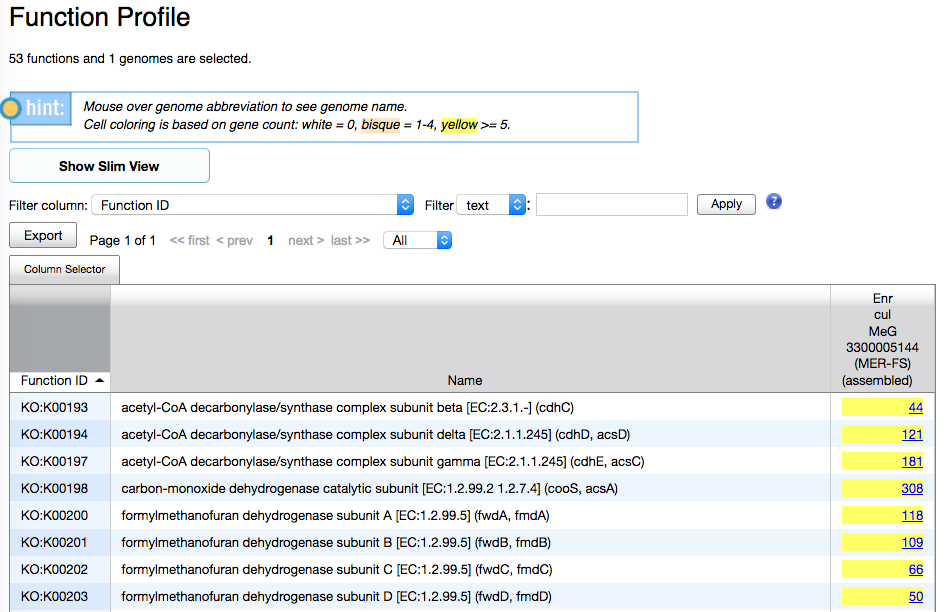 Function Profile
53 functions and 1 genomes are selected.
hint:
Mouse over genome abbreviation to see genome name.
Cell coloring is based on gene count: white = 0, bisque = 1-4, yellow >= 5.
Show Slim View
Filter column: Function ID Filter text : Apply ?
Export Page 1 of 1 << first < prev 1 next > last >> All
Column Selector
Enr
cul
MeG
3300005144
(MER-FS)
Function ID Name (assembled)
KO:K00193 acetyl-CoA decarbonylase/synthase complex subunit beta [EC:2.3.1.-] (cdhC) 44
KO:K00194 acetyl-CoA decarbonylase/synthase complex subunit delta [EC:2.1.1.245] (cdhD, acsD) 121
KO:K00197 acetyl-CoA decarbonylase/synthase complex subunit gamma [EC:2.1.1.245] (cdhE, acsC) 181
KO:K00198 carbon-monoxide dehydrogenase catalytic subunit [EC:1.2.99.2 1.2.7.4] (cooS, acsA) 308
KO:K00200 formylmethanofuran dehydrogenase subunit A [EC:1.2.99.5] (fwdA, fmdA) 118
KO:K00201 formylmethanofuran dehydrogenase subunit B [EC:1.2.99.5] (fwdB, fmdB) 109
KO:K00202 formylmethanofuran dehydrogenase subunit C [EC:1.2.99.5] (fwdC, fmdC) 66
KO:K00203 formylmethanofuran dehydrogenase subunit D [EC:1.2.99.5] (fwdD, fmdD) 50